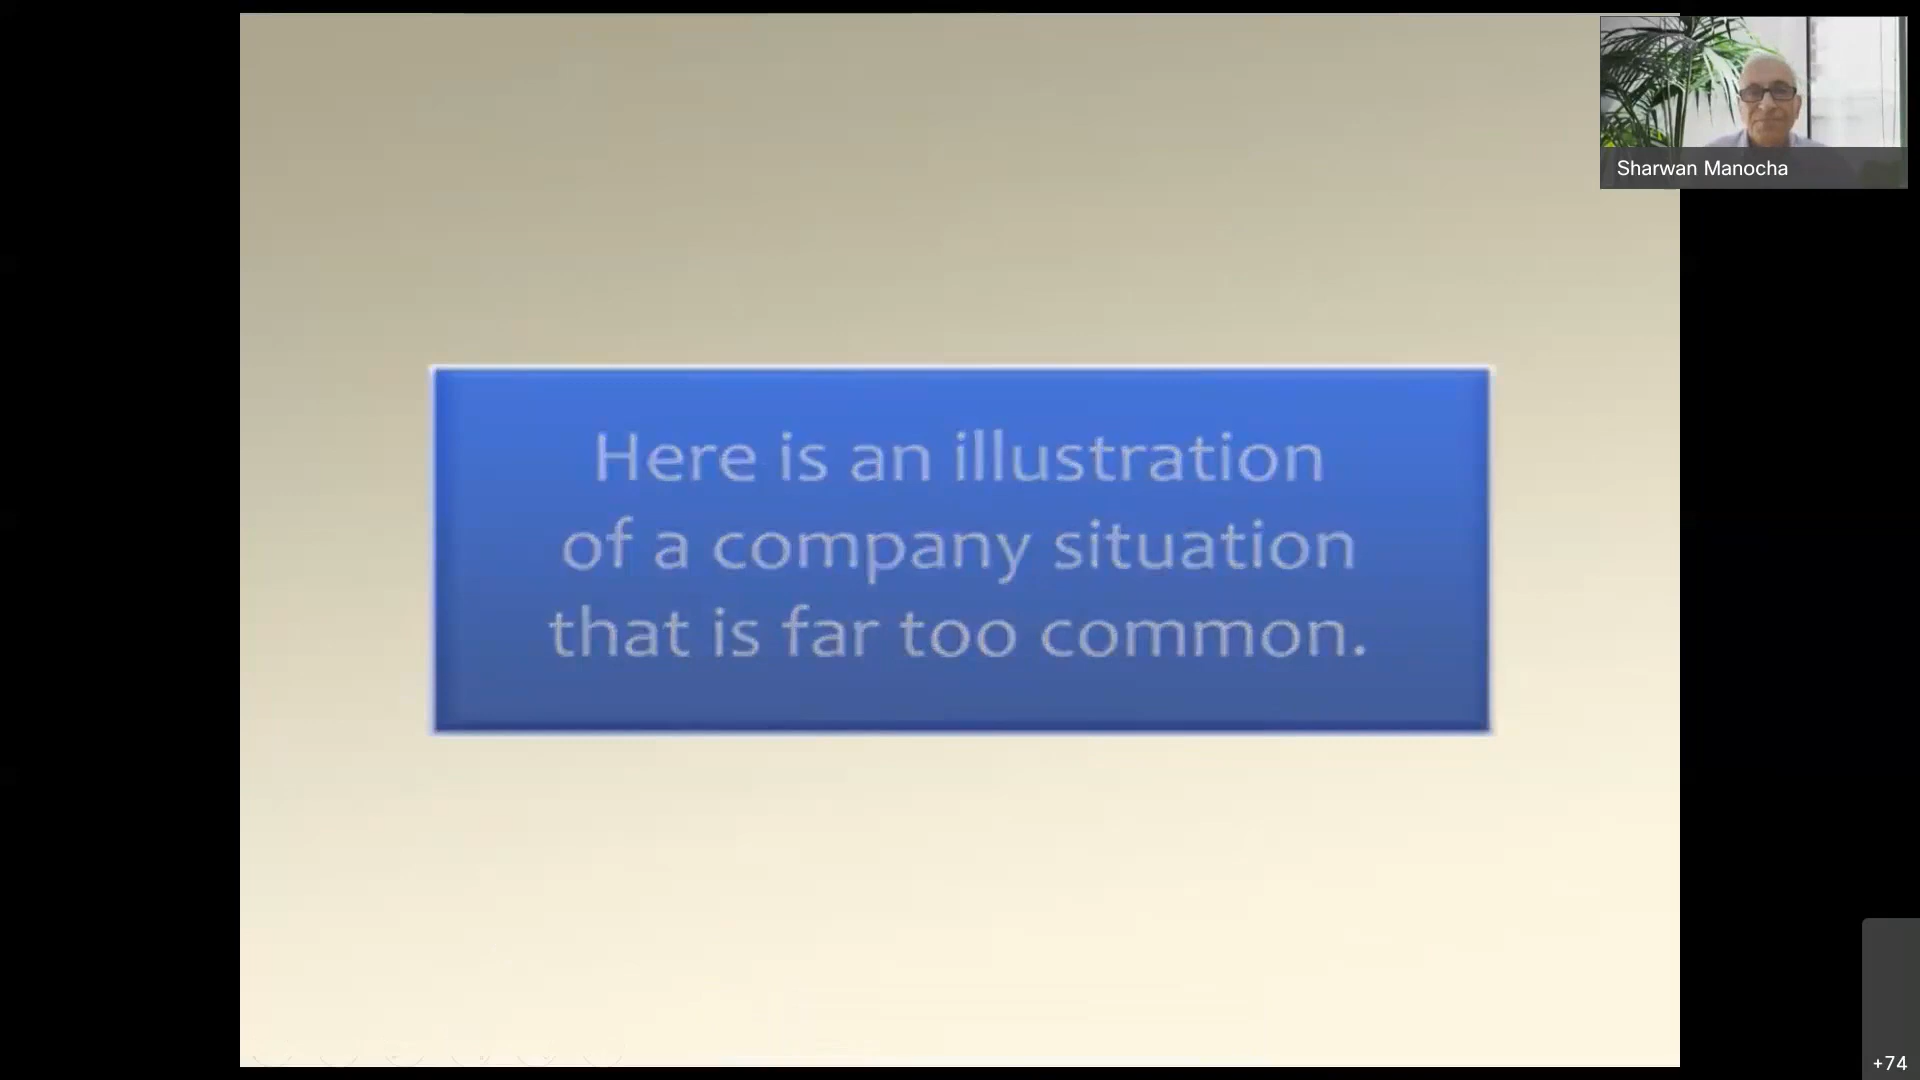 Sharwan Manocha
Here is an illustration
of a company situation
that is far too common.
+74